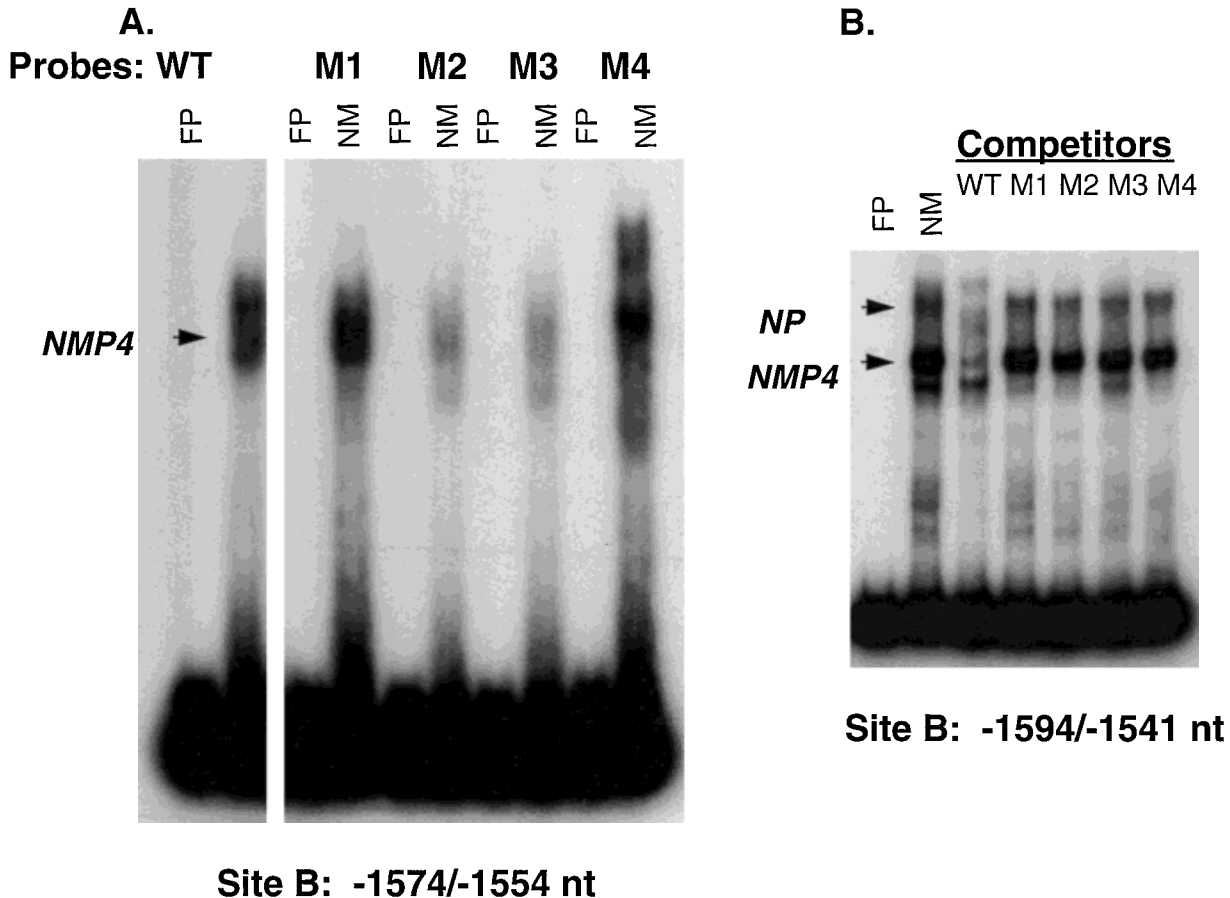 A.
Probes: WT M1 M2 M3 M4
FP FP NM FP NM FP NM FP NM
NMP4
Site B: -1574/-1554 nt
B.
Competitors
FP NM WT M1 M2 M3 M4
NP
NMP4
Site B: -1594/-1541 nt